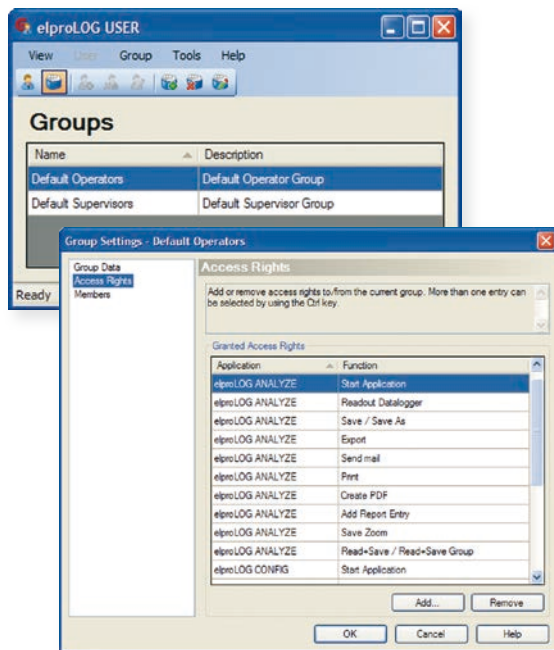 elproLOG USER
View User Group Tools Help
Groups
Name Description
Default Operators Default Operator Group
Default Supervisors Default Supervisor Group
Ready
Group Settings - Default Operators
Group Data
Access Rights
Members
Access Rights
Add or remove access rights to/from the current group. More than one entry can
be selected by using the Ctrl key.
Granted Access Rights
Application Function
elproLOG ANALYZE Start Application
elproLOG ANALYZE Readout Datalogger
elproLOG ANALYZE Save / Save As
elproLOG ANALYZE Export
elproLOG ANALYZE Send mail
elproLOG ANALYZE Print
elproLOG ANALYZE Create PDF
elproLOG ANALYZE Add Report Entry
elproLOG ANALYZE Save Zoom
elproLOG ANALYZE Read+Save / Read+Save Group
elproLOG CONFIG Start Application
Add... Remove
OK Cancel Help